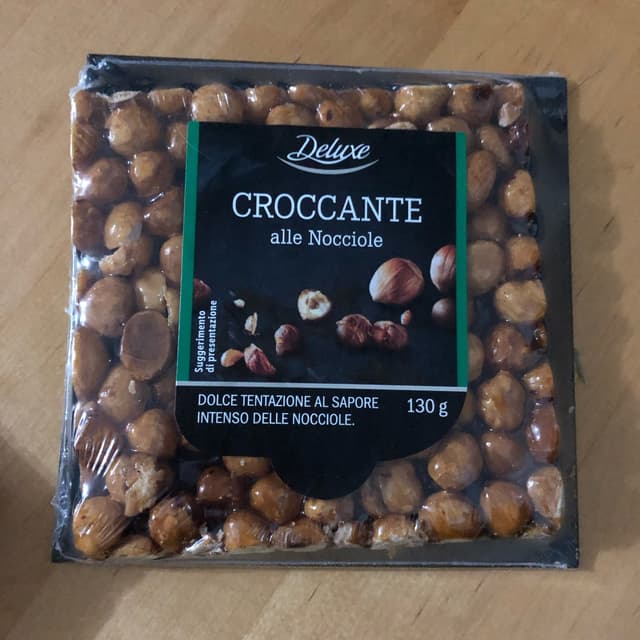 Deluxe
CROCCANTE
alle Nocciole
Suggerimento
di presentazione
DOLCE TENTAZIONE AL SAPORE
INTENSO DELLE NOCCIOLE.
130 g